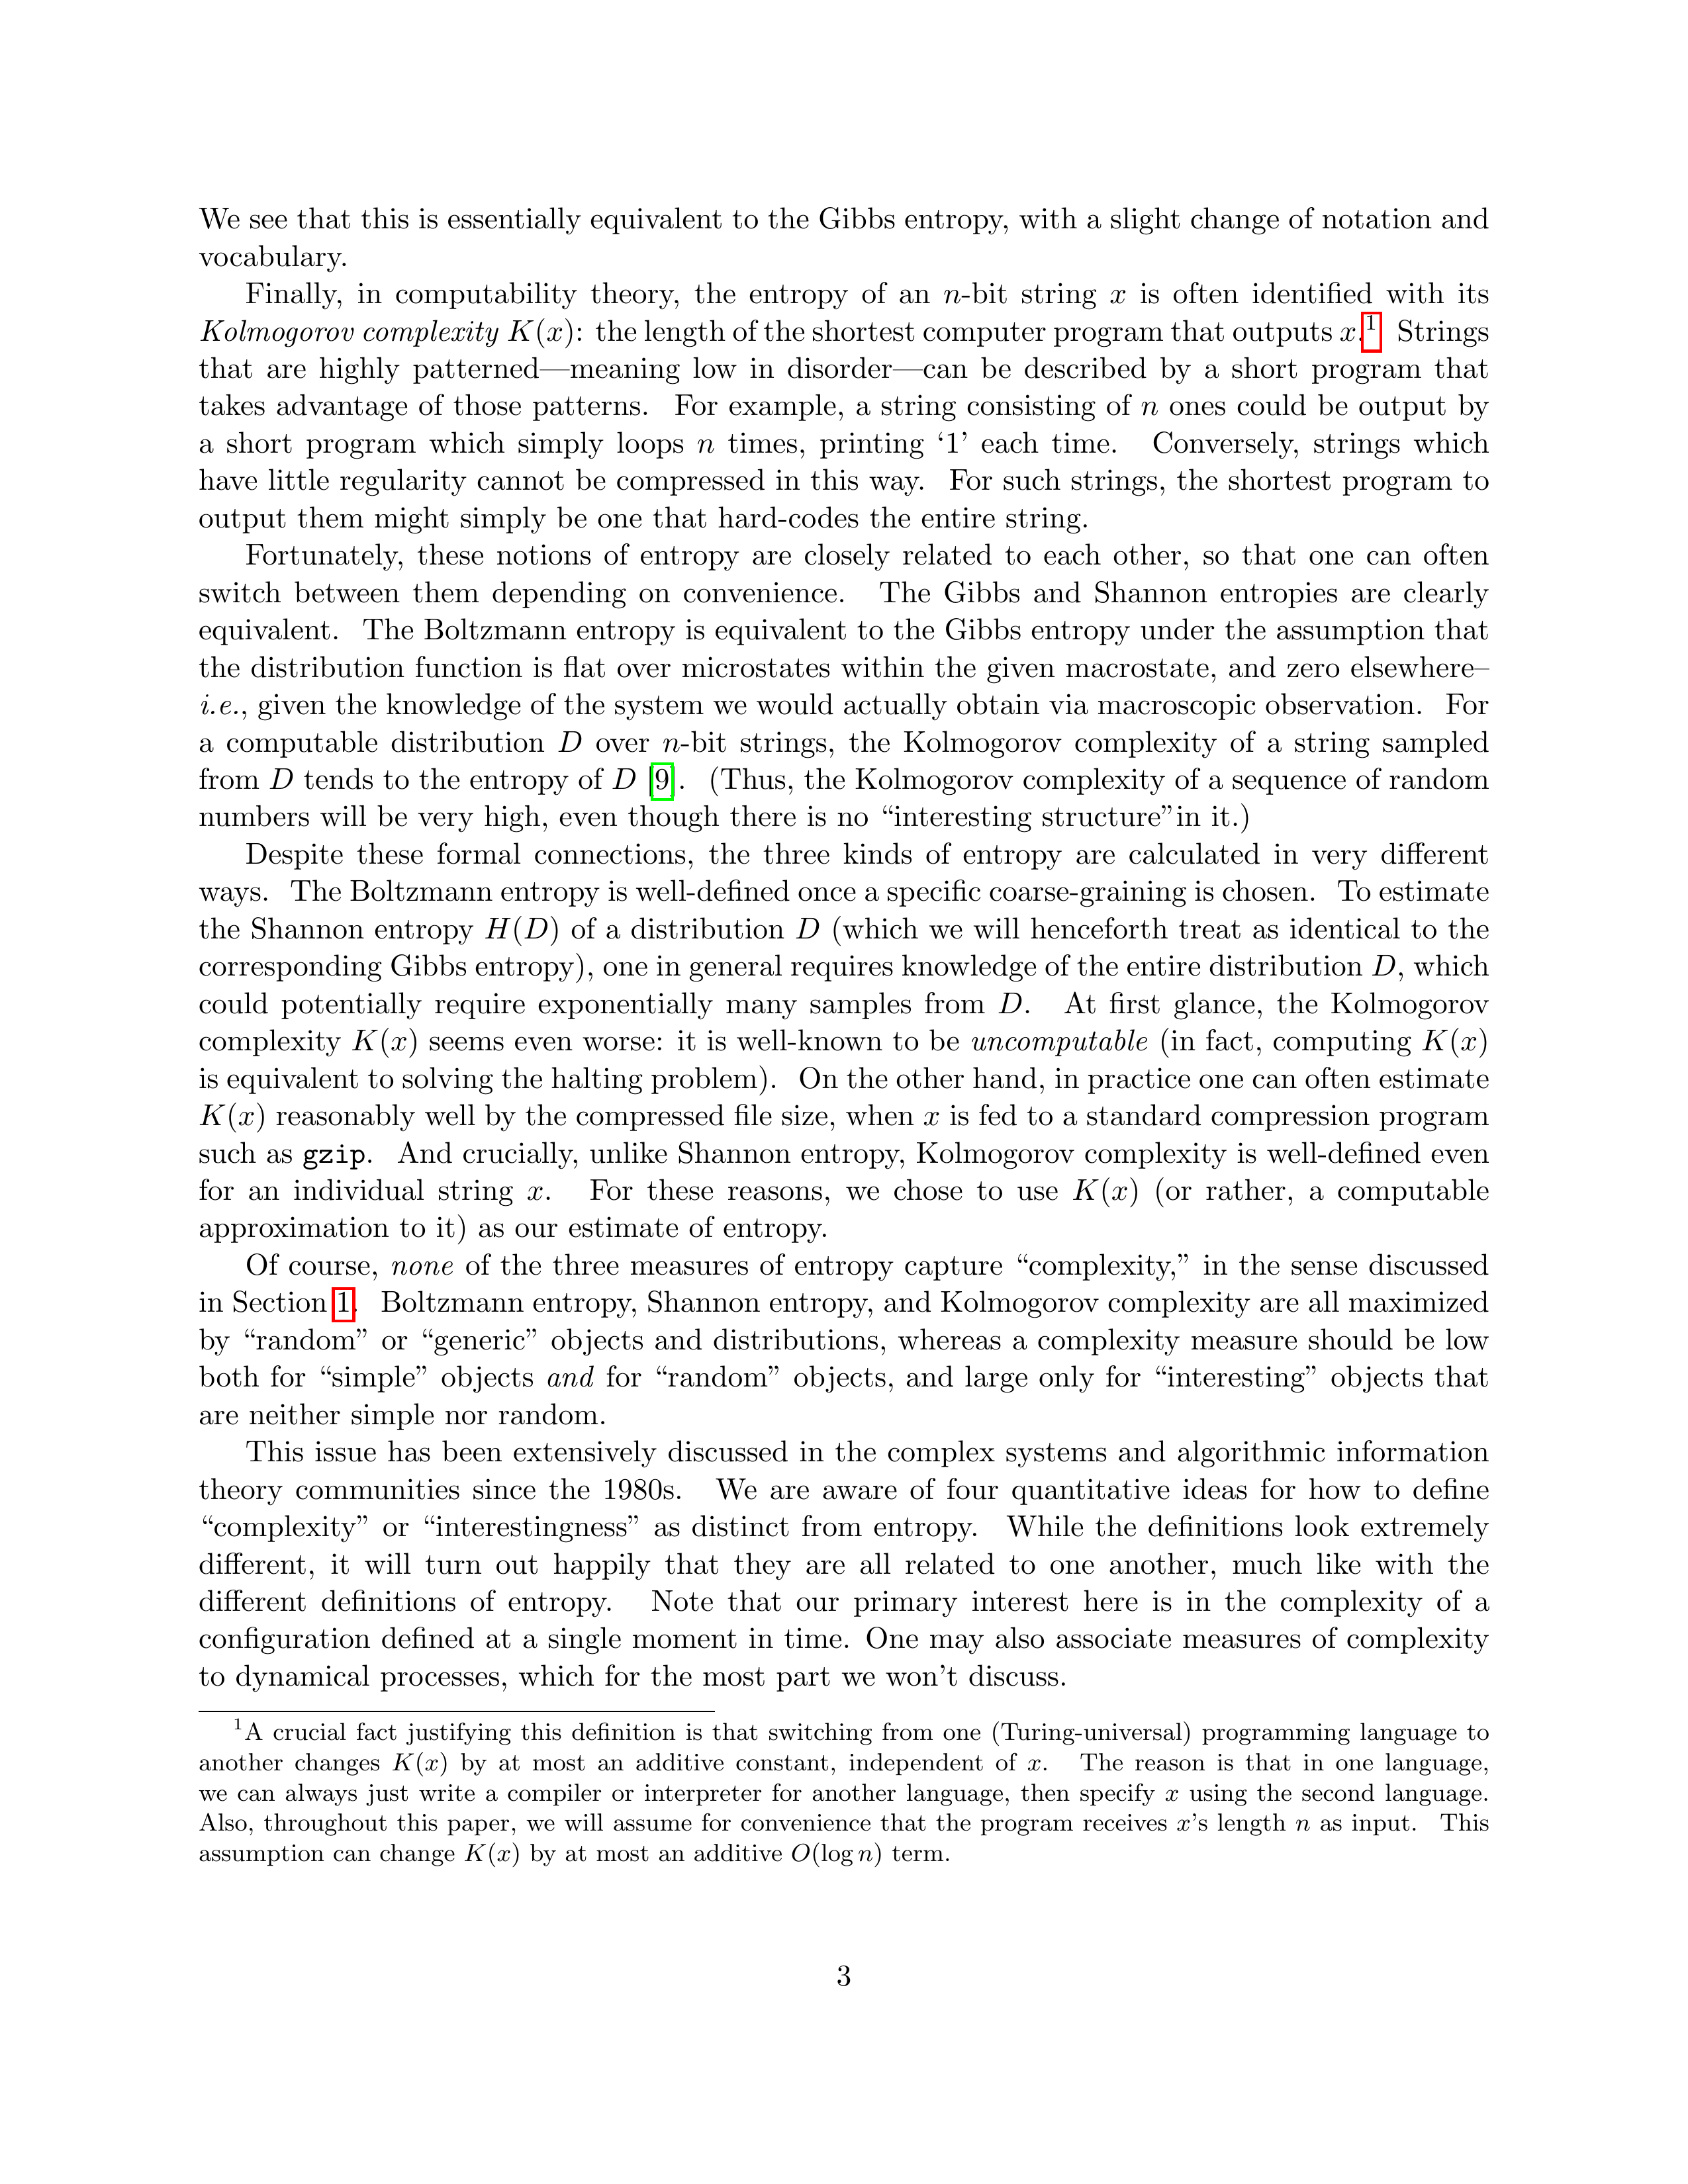 We see that this is essentially equivalent to the Gibbs entropy, with a slight change of notation and
vocabulary.
Finally, in computability theory, the entropy of an n-bit string x is often identified with its
Kolmogorov complexity K(x): the length of the shortest computer program that outputs x.1 Strings
that are highly patterned—meaning low in disorder—can be described by a short program that
takes advantage of those patterns. For example, a string consisting of n ones could be output by
a short program which simply loops n times, printing ‘1’ each time. Conversely, strings which
have little regularity cannot be compressed in this way. For such strings, the shortest program to
output them might simply be one that hard-codes the entire string.
Fortunately, these notions of entropy are closely related to each other, so that one can often
switch between them depending on convenience. The Gibbs and Shannon entropies are clearly
equivalent. The Boltzmann entropy is equivalent to the Gibbs entropy under the assumption that
the distribution function is flat over microstates within the given macrostate, and zero elsewhere–
i.e., given the knowledge of the system we would actually obtain via macroscopic observation. For
a computable distribution D over n-bit strings, the Kolmogorov complexity of a string sampled
from D tends to the entropy of D [9]. (Thus, the Kolmogorov complexity of a sequence of random
numbers will be very high, even though there is no “interesting structure”in it.)
Despite these formal connections, the three kinds of entropy are calculated in very different
ways. The Boltzmann entropy is well-defined once a specific coarse-graining is chosen. To estimate
the Shannon entropy H(D) of a distribution D (which we will henceforth treat as identical to the
corresponding Gibbs entropy), one in general requires knowledge of the entire distribution D, which
could potentially require exponentially many samples from D. At first glance, the Kolmogorov
complexity K(x) seems even worse: it is well-known to be uncomputable (in fact, computing K(x)
is equivalent to solving the halting problem). On the other hand, in practice one can often estimate
K(x) reasonably well by the compressed file size, when x is fed to a standard compression program
such as gzip. And crucially, unlike Shannon entropy, Kolmogorov complexity is well-defined even
for an individual string x. For these reasons, we chose to use K(x) (or rather, a computable
approximation to it) as our estimate of entropy.
Of course, none of the three measures of entropy capture “complexity,” in the sense discussed
in Section 1. Boltzmann entropy, Shannon entropy, and Kolmogorov complexity are all maximized
by “random” or “generic” objects and distributions, whereas a complexity measure should be low
both for “simple” objects and for “random” objects, and large only for “interesting” objects that
are neither simple nor random.
This issue has been extensively discussed in the complex systems and algorithmic information
theory communities since the 1980s. We are aware of four quantitative ideas for how to define
“complexity” or “interestingness” as distinct from entropy. While the definitions look extremely
different, it will turn out happily that they are all related to one another, much like with the
different definitions of entropy. Note that our primary interest here is in the complexity of a
configuration defined at a single moment in time. One may also associate measures of complexity
to dynamical processes, which for the most part we won’t discuss.
1A crucial fact justifying this definition is that switching from one (Turing-universal) programming language to
another changes K(x) by at most an additive constant, independent of x. The reason is that in one language,
we can always just write a compiler or interpreter for another language, then specify x using the second language.
Also, throughout this paper, we will assume for convenience that the program receives x’s length n as input. This
assumption can change K(x) by at most an additive O(log n) term.
3